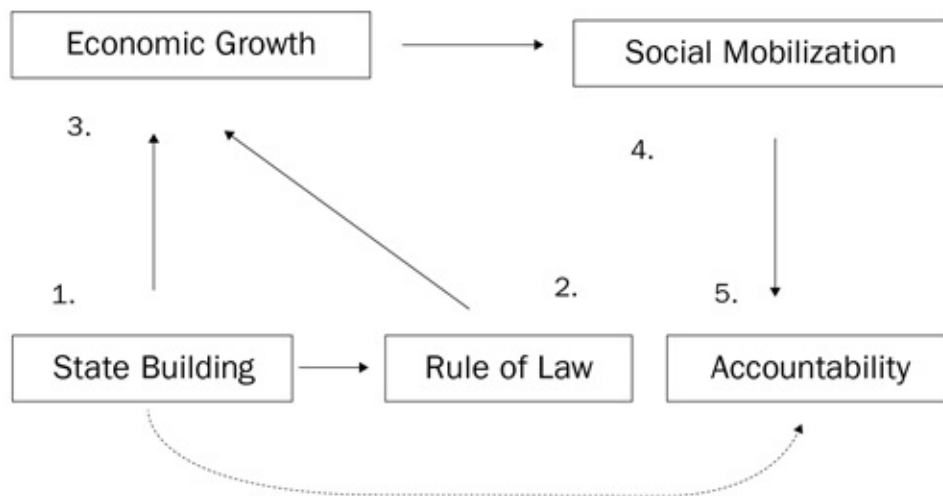 Economic Growth
Social Mobilization
3.
4.
1.
2.
5.
State Building
Rule of Law
Accountability